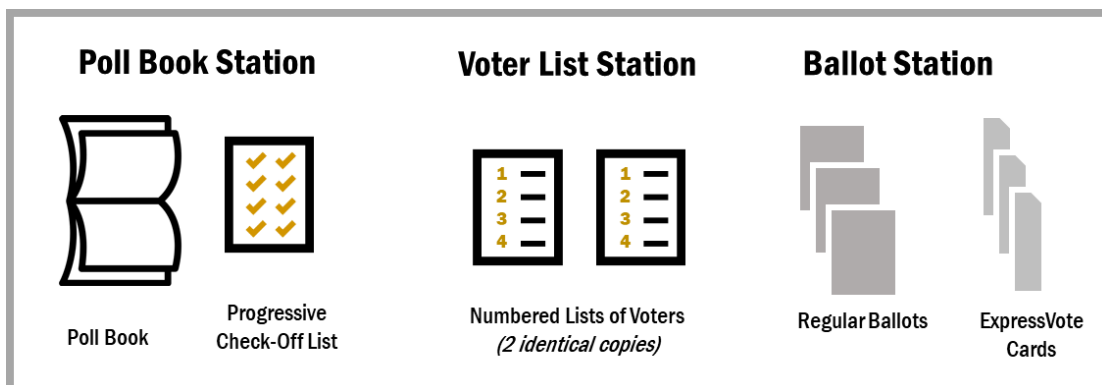 Poll Book Station
Voter List Station
Ballot Station
1
2
3
4
1
2
3
4
Poll Book
Progressive
Check-Off List
Numbered Lists of Voters
(2 identical copies)
Regular Ballots
ExpressVote
Cards